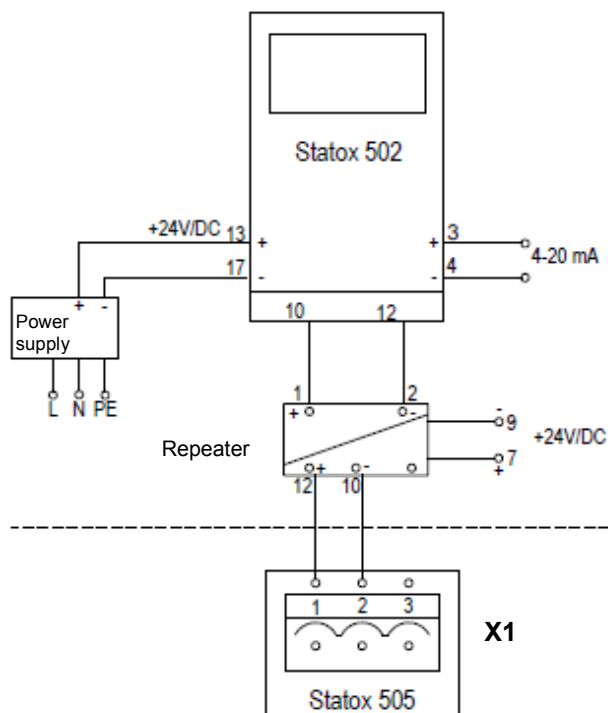 Statox 502
+24V/DC 13 + + 3
4-20 mA
17 - - 4
+ -
10 12
Power
supply
L N PE
1 2
+ - - 9
Repeater
+24V/DC
+ - 7
12 10 +
1 2 3
X1
Statox 505